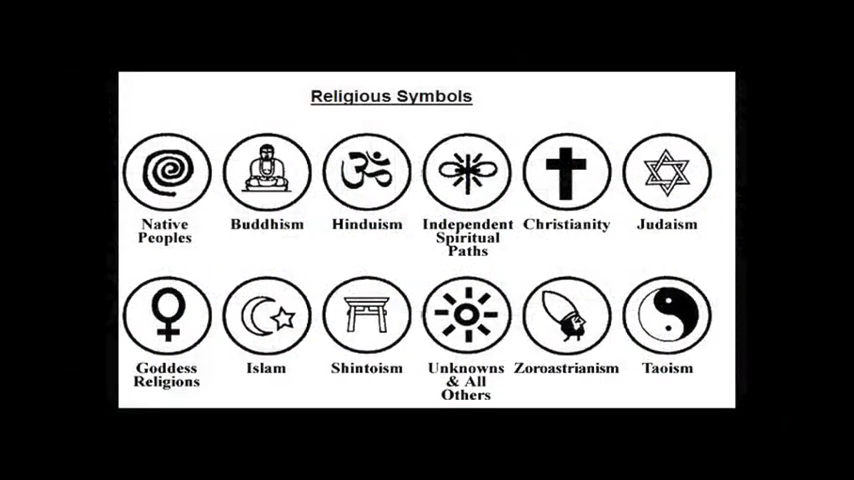 Religious Symbols
Native Peoples
Buddhism
Hinduism
Independent Spiritual Paths
Christianity
Judaism
Goddess Religions
Islam
Shintoism
Unknowns & All Others
Zoroastrianism
Taoism